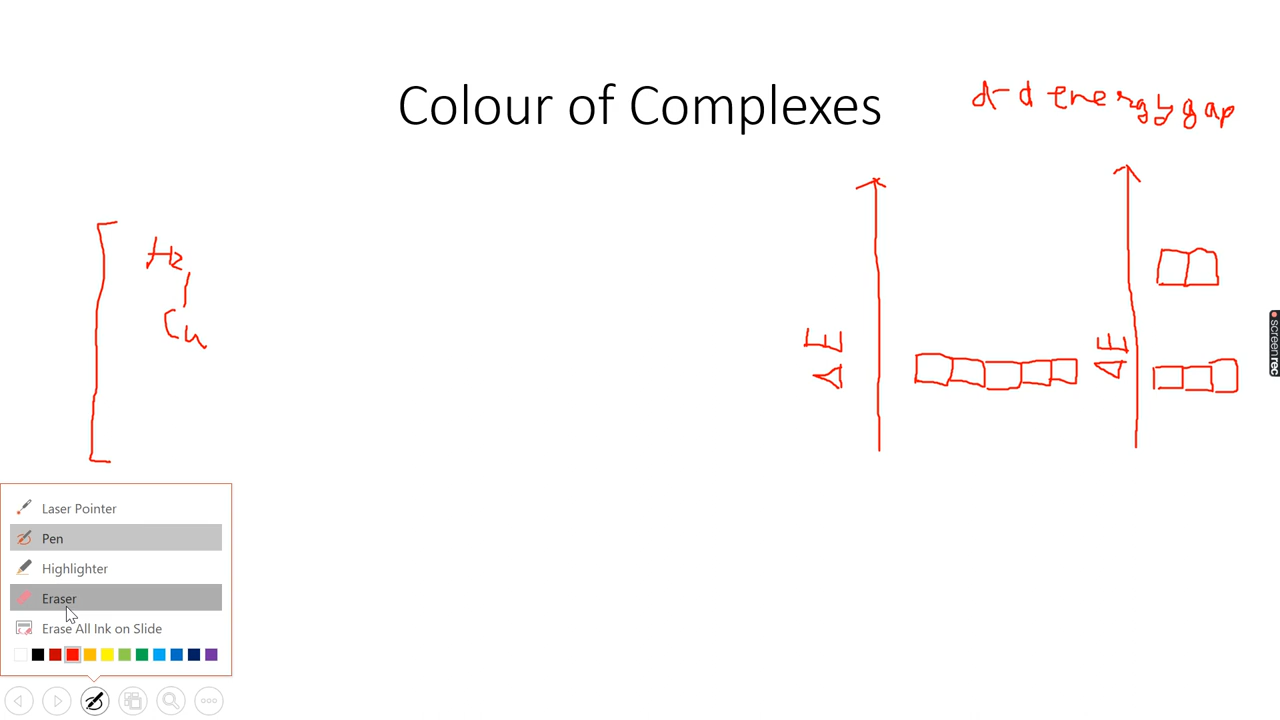 Colour of Complexes
d-d energy gap
H2
Cu
ΔE
ΔE
Laser Pointer
Pen
Highlighter
Eraser
Erase All Ink on Slide
screenrec